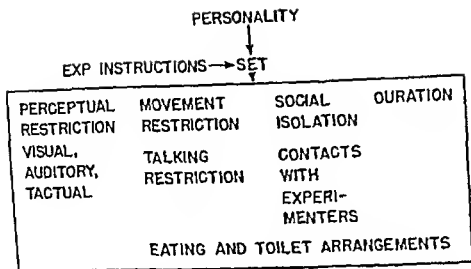 PERSONALITY
EXP INSTRUCTIONS→SET
PERCEPTUAL MOVEMENT SOCIAL OURATION
RESTRICTION RESTRICTION ISOLATION
VISUAL, TALKING CONTACTS
AUDITORY, RESTRICTION WITH
TACTUAL EXPERI-
MENTERS
EATING AND TOILET ARRANGEMENTS